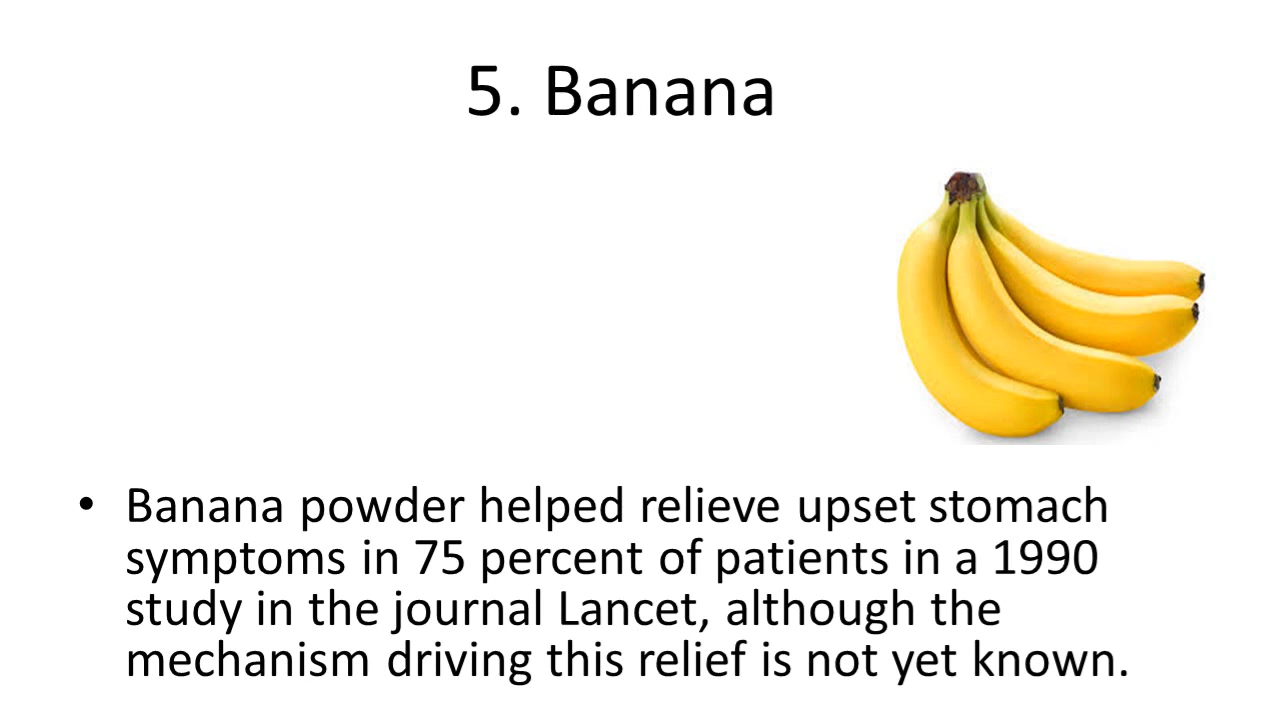 5. Banana
• Banana powder helped relieve upset stomach
symptoms in 75 percent of patients in a 1990
study in the journal Lancet, although the
mechanism driving this relief is not yet known.